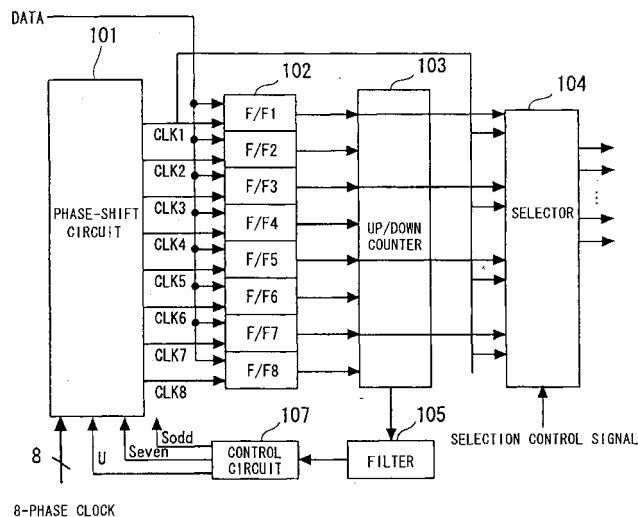 DATA
101
102
103
104
PHASE-SHIFT
CIRCUIT
CLK1
CLK2
CLK3
CLK4
CLK5
CLK6
CLK7
CLK8
F/F1
F/F2
F/F3
F/F4
F/F5
F/F6
F/F7
F/F8
UP/DOWN
COUNTER
SELECTOR
SELECTION CONTROL SIGNAL
107
105
CONTROL
CIRCUIT
FILTER
Sodd
Seven
U
8
8-PHASE CLOCK